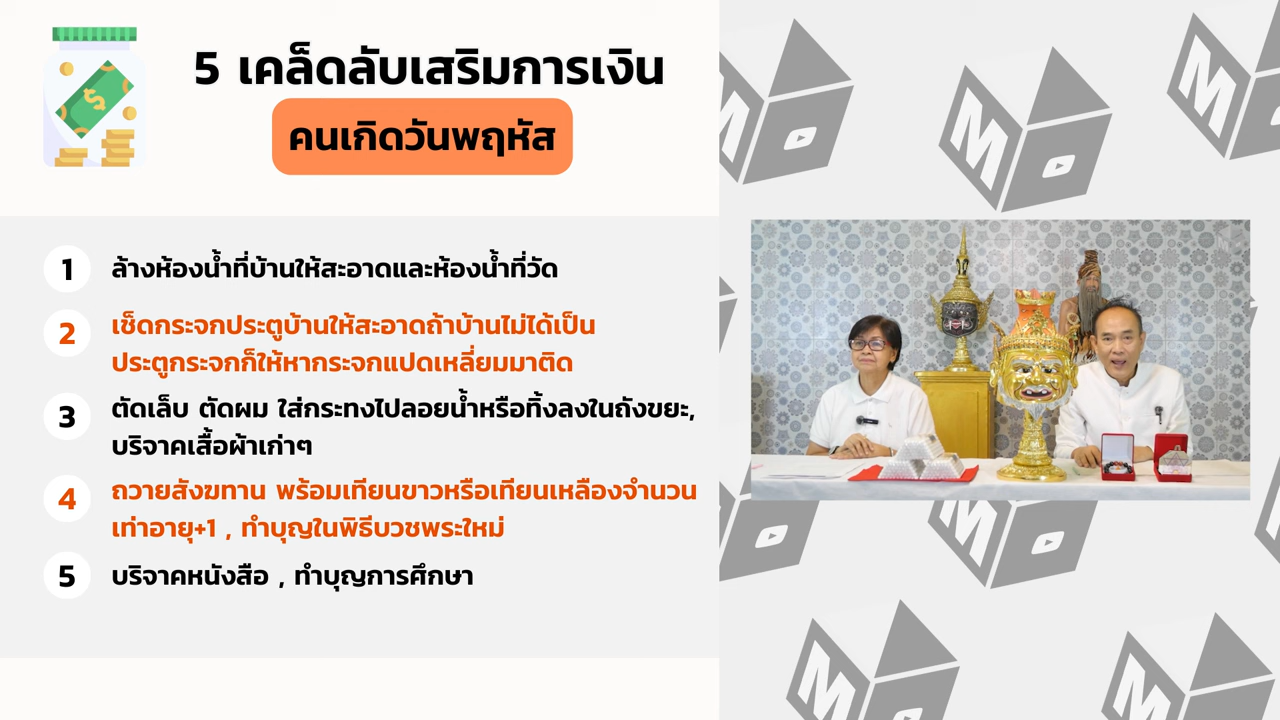 5 เคล็ดลับเสริมการเงิน
คนเกิดวันพฤหัส
1 ล้างห้องน้ำที่บ้านให้สะอาดและห้องน้ำที่วัด
2 เช็ดกระจกประตูบ้านให้สะอาดถ้าบ้านไม่ได้เป็น
ประตูกระจกก็ให้หากระจกแปดเหลี่ยมมาติด
3 ตัดเล็บ ตัดผม ใส่กระทงไปลอยน้ำหรือทิ้งลงในถังขยะ,
บริจาคเสื้อผ้าเก่าๆ
4 ถวายสังฆทาน พร้อมเทียนขาวหรือเทียนเหลืองจำนวน
เท่าอายุ+1 , ทำบุญในพิธีบวชพระใหม่
5 บริจาคหนังสือ , ทำบุญการศึกษา
M
M
M
M
M
M
M